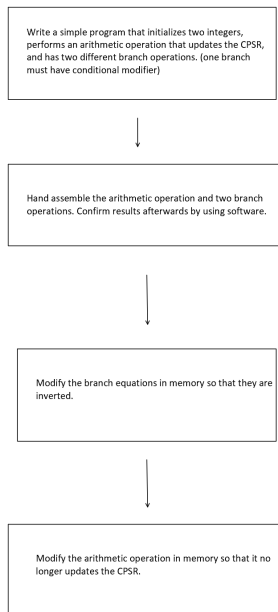 Write a simple program that initializes two integers,
performs an arithmetic operation that updates the CPSR,
and has two different branch operations. (one branch
must have conditional modifier)
Hand assemble the arithmetic operation and two branch
operations. Confirm results afterwards by using software.
Modify the branch equations in memory so that they are
inverted.
Modify the arithmetic operation in memory so that it no
longer updates the CPSR.